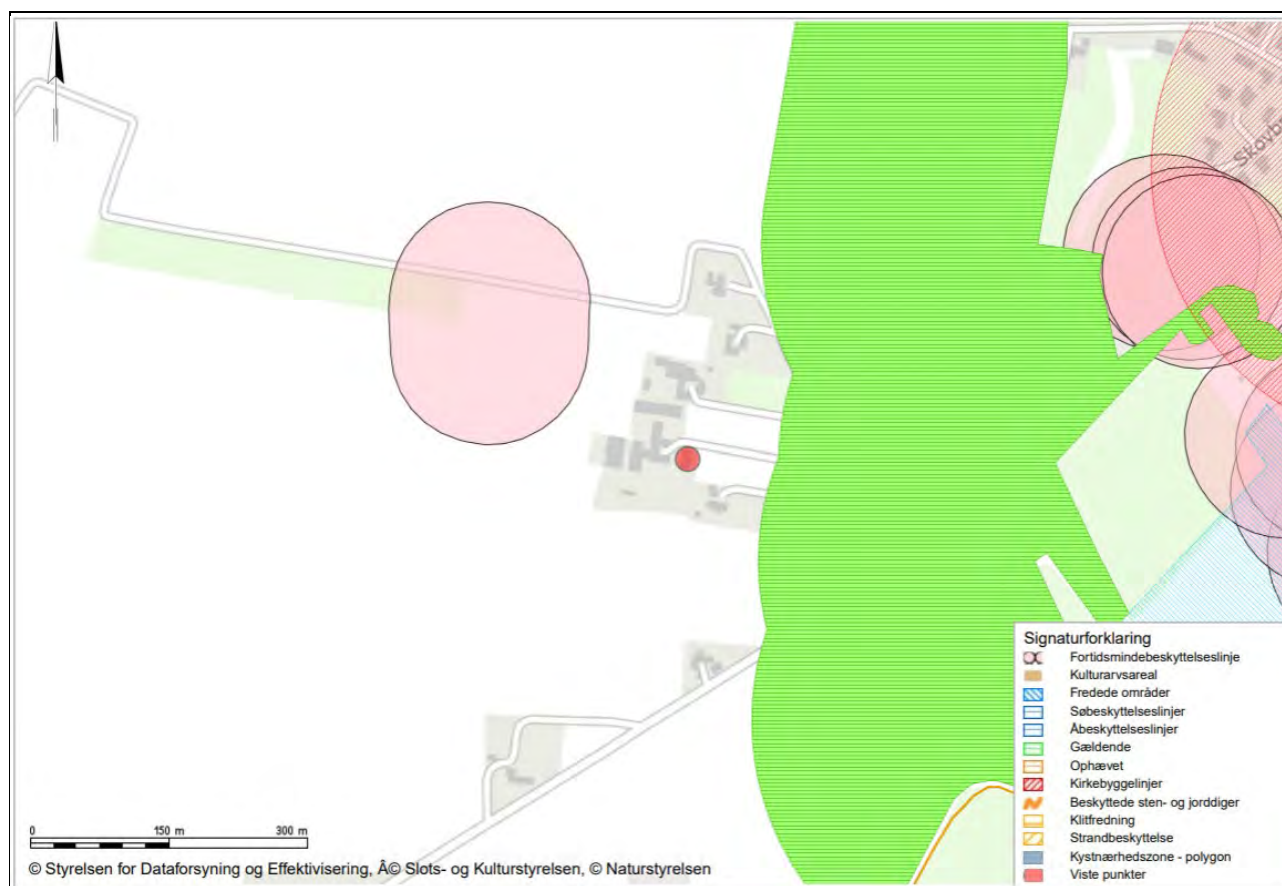 Skovb
0
150 m
300 m
© Styrelsen for Dataforsyning og Effektivisering, Â© Slots- og Kulturstyrelsen, © Naturstyrelsen
Signaturforklaring
Fortidsmindebeskyttelseslinje
Kulturarvsareal
Fredede områder
Søbeskyttelseslinjer
Åbeskyttelseslinjer
Gældende
Ophævet
Kirkebyggelinjer
Beskyttede sten- og jorddiger
Klitfredning
Strandbeskyttelse
Kystnærhedszone - polygon
Viste punkter